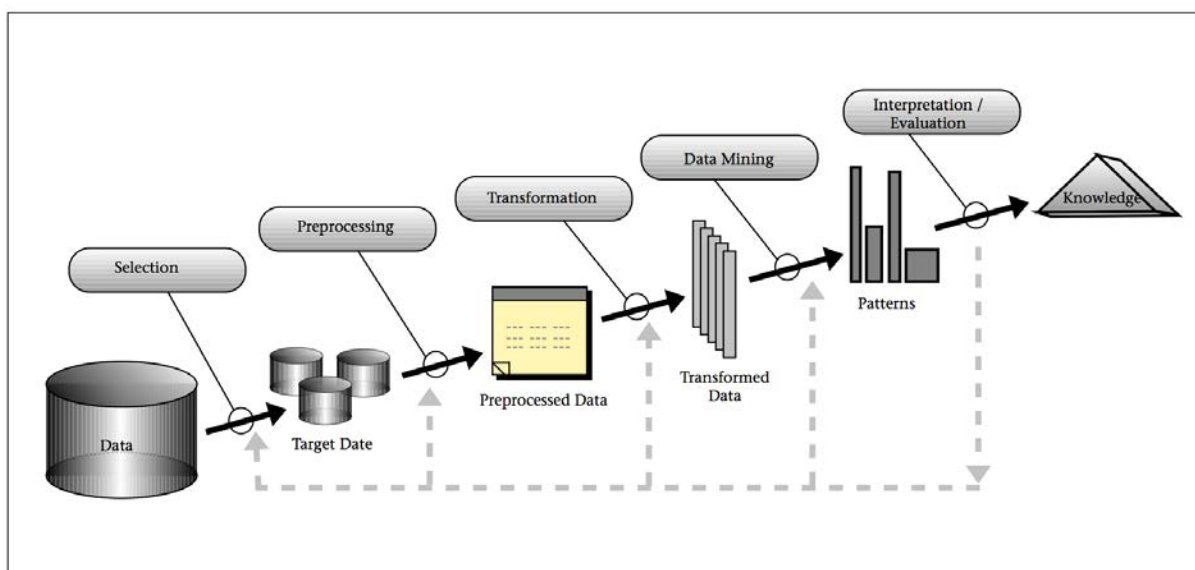 Interpretation /
Evaluation
Data Mining
Transformation
Preprocessing
Selection
Knowledge
Patterns
Transformed
Data
Preprocessed Data
Target Date
Data